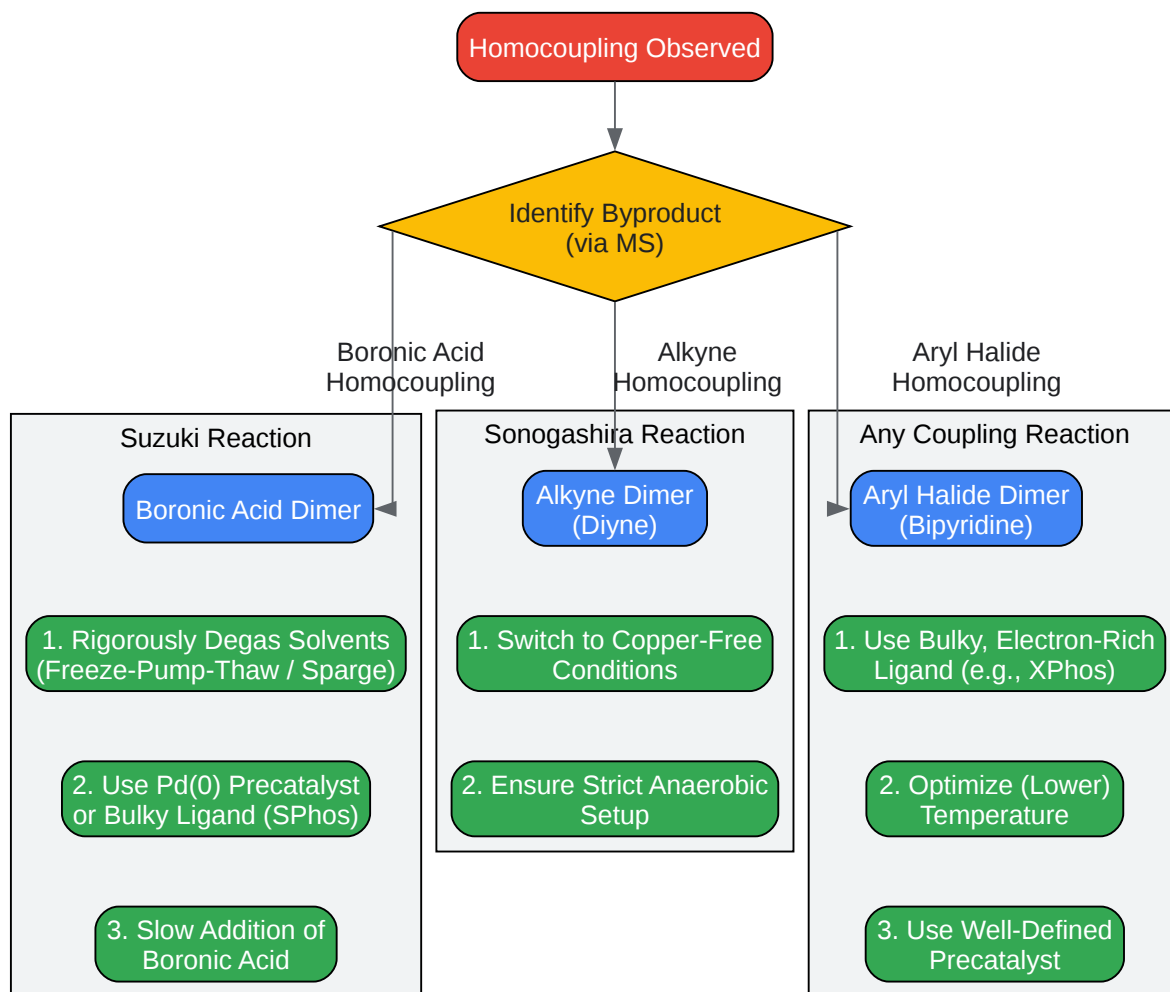 Homocoupling Observed
Identify Byproduct
(via MS)
Boronic Acid
Homocoupling
Alkyne
Homocoupling
Aryl Halide
Homocoupling
Suzuki Reaction
Boronic Acid Dimer
1. Rigorously Degas Solvents
(Freeze-Pump-Thaw / Sparge)
2. Use Pd(0) Precatalyst
or Bulky Ligand (SPhos)
3. Slow Addition of
Boronic Acid
Sonogashira Reaction
Alkyne Dimer
(Diyne)
1. Switch to Copper-Free
Conditions
2. Ensure Strict Anaerobic
Setup
Any Coupling Reaction
Aryl Halide Dimer
(Bipyridine)
1. Use Bulky, Electron-Rich
Ligand (e.g., XPhos)
2. Optimize (Lower)
Temperature
3. Use Well-Defined
Precatalyst